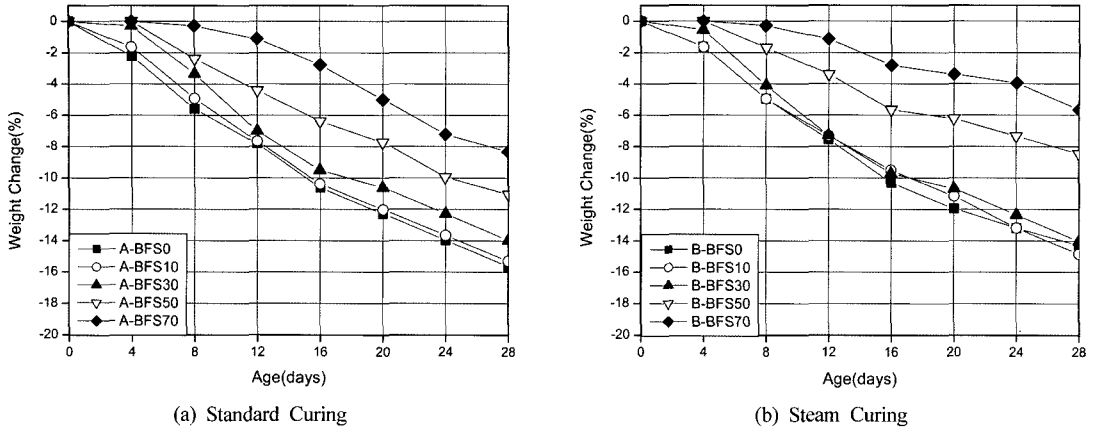 0
-2
-4
-6
-8
-10
-12
-14
-16
-18
-20
Weight Change(%)
A-BFS0
A-BFS10
A-BFS30
A-BFS50
A-BFS70
0 4 8 12 16 20 24 28
Age(days)
(a) Standard Curing
0
-2
-4
-6
-8
-10
-12
-14
-16
-18
-20
Weight Change(%)
B-BFS0
B-BFS10
B-BFS30
B-BFS50
B-BFS70
0 4 8 12 16 20 24 28
Age(days)
(b) Steam Curing